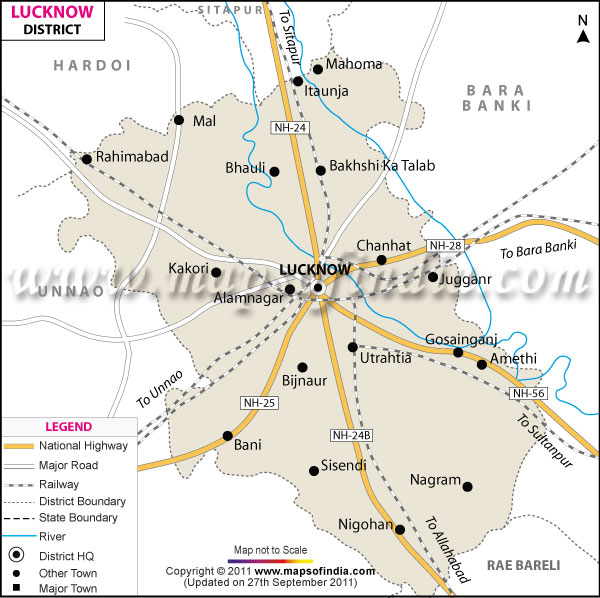 LUCKNOW
DISTRICT
SITAPUR
To Sitapur
N
HARDOI
Mahoma
Itaunja
BARA
BANKI
Mal
NH-24
Rahimabad
Bhauli
Bakhshi Ka Talab
Chanhat
NH-28
To Bara Banki
Kakori
LUCKNOW
www.mapsofindia.com
Jugganr
UNNAO
Alamnagar
Gosainganj
Utrahtia
Amethi
Bijnaur
To Unnao
NH-25
NH-56
To Sultanpur
NH-24B
Bani
Sisendi
Nagram
Nigohan
To Allahabad
RAE BARELI
LEGEND
National Highway
Major Road
Railway
District Boundary
State Boundary
River
District HQ
Other Town
Major Town
Map not to Scale
Copyright © 2011 www.mapsofindia.com
(Updated on 27th September 2011)